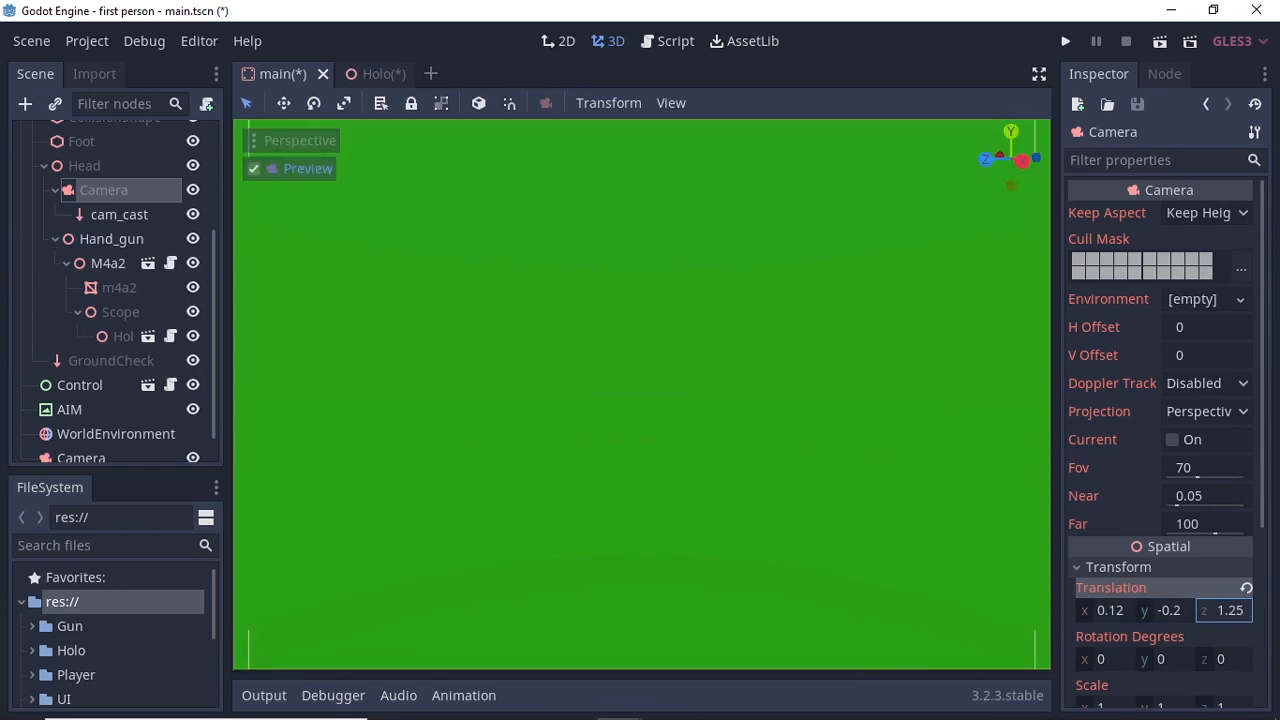 Godot Engine - first person - main.tscn (*)
Scene Project Debug Editor Help
2D 3D Script AssetLib
GLES3
Scene Import
main(*) Holo(*)
Inspector Node
Filter nodes
Transform View
Camera
Filter properties
CollisionShape
Foot
Head
Camera
cam_cast
Hand_gun
M4a2
m4a2
Scope
Hol
GroundCheck
Control
AIM
WorldEnvironment
Camera
Perspective
Preview
Y
Z
X
Camera
Keep Aspect Keep Heig
Cull Mask
...
Environment [empty]
H Offset 0
V Offset 0
Doppler Track Disabled
Projection Perspectiv
Current On
Fov 70
Near 0.05
Far 100
Spatial
Transform
Translation
x 0.12 y -0.2 z 1.25
Rotation Degrees
x 0 y 0 z 0
Scale
x 1 y 1 z 1
FileSystem
res://
Search files
Favorites:
res://
Gun
Holo
Player
UI
Output Debugger Audio Animation
3.2.3.stable